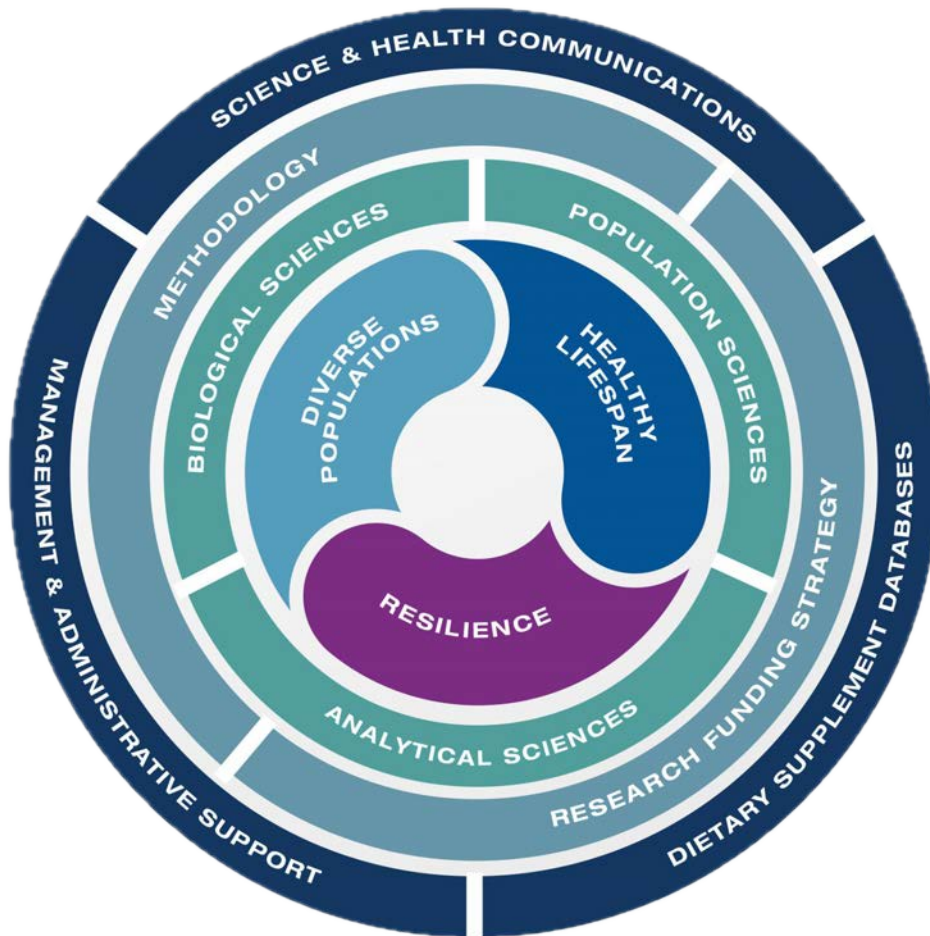 SCIENCE & HEALTH COMMUNICATIONS
METHODOLOGY
BIOLOGICAL SCIENCES
POPULATION SCIENCES
DIVERSE
POPULATIONS
HEALTHY
LIFESPAN
RESILIENCE
ANALYTICAL SCIENCES
RESEARCH FUNDING STRATEGY
MANAGEMENT & ADMINISTRATIVE SUPPORT
DIETARY SUPPLEMENT DATABASES